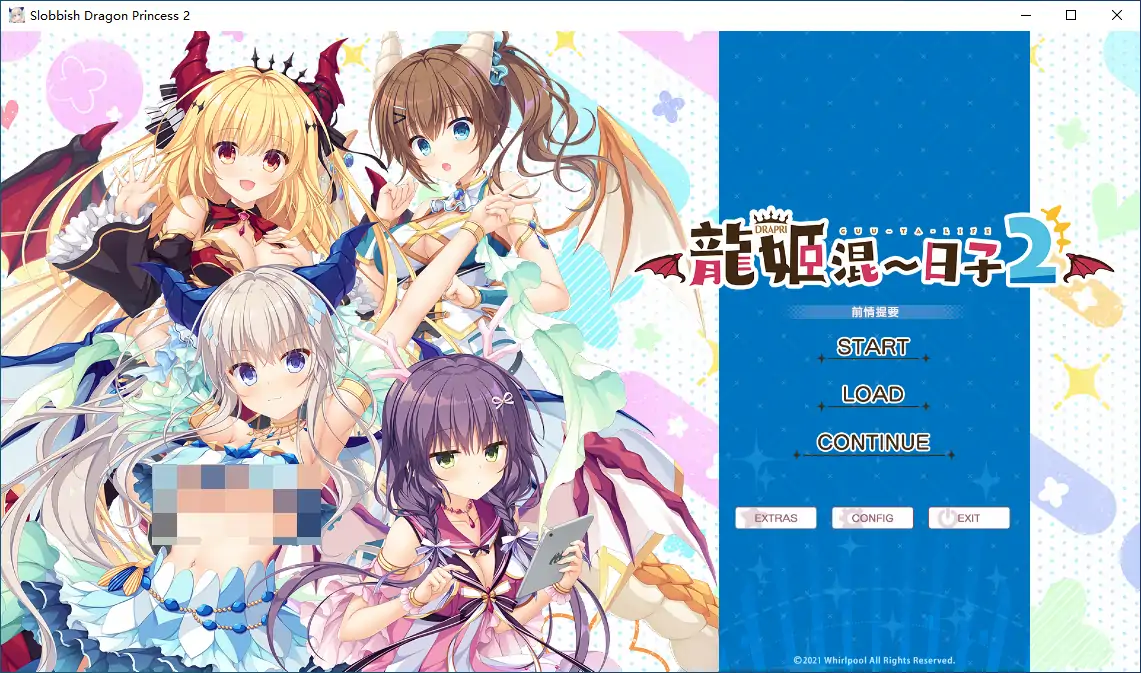 Slobbish Dragon Princess 2
DRAPRI
GUU-TA-LIFE
龍姫混～日子2
前情提要
START
LOAD
CONTINUE
EXTRAS
CONFIG
EXIT
©2021 Whirlpool All Rights Reserved.